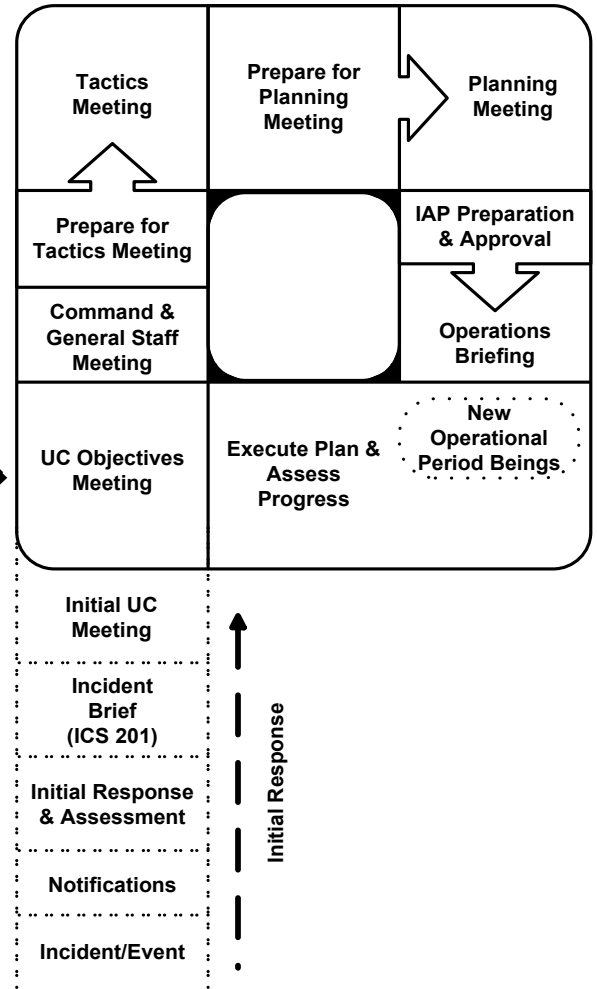 Tactics
Meeting
Prepare for
Planning
Meeting
Planning
Meeting
Prepare for
Tactics Meeting
IAP Preparation
& Approval
Command &
General Staff
Meeting
Operations
Briefing
UC Objectives
Meeting
Execute Plan &
Assess
Progress
New
Operational
Period Beings
Initial UC
Meeting
Incident
Brief
(ICS 201)
Initial Response
& Assessment
Notifications
Incident/Event
Initial Response